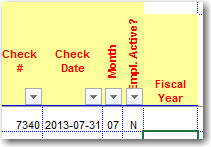 Check
#
Check
Date
Month
Empl. Active?
Fiscal
Year
7340 2013-07-31 07 N